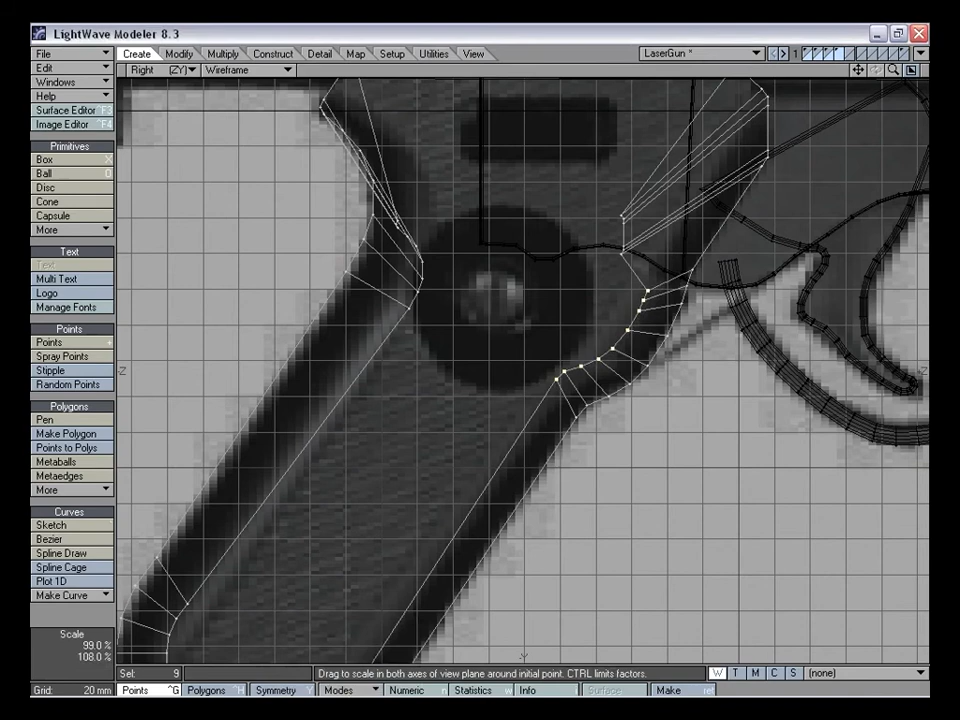 LightWave Modeler 8.3
File Create Modify Multiply Construct Detail Map Setup Utilities View LaserGun * 1
Edit Right (ZY) Wireframe
Windows
Help
Surface Editor ^F3
Image Editor ^F4
Primitives
Box X
Ball O
Disc
Cone
Capsule
More
Text
Text
Multi Text
Logo
Manage Fonts
Points
Points +
Spray Points
Stipple
Random Points
Polygons
Pen
Make Polygon
Points to Polys
Metaballs
Metaedges
More
Curves
Sketch
Bezier
Spline Draw
Spline Cage
Plot 1D
Make Curve
Scale
99.0 %
108.0 %
Sel: 9 Drag to scale in both axes of view plane around initial point. CTRL limits factors. W T M C S (none)
Grid: 20 mm Points ^G Polygons ^H Symmetry Y Modes Numeric n Statistics w Info i Surface Make ret